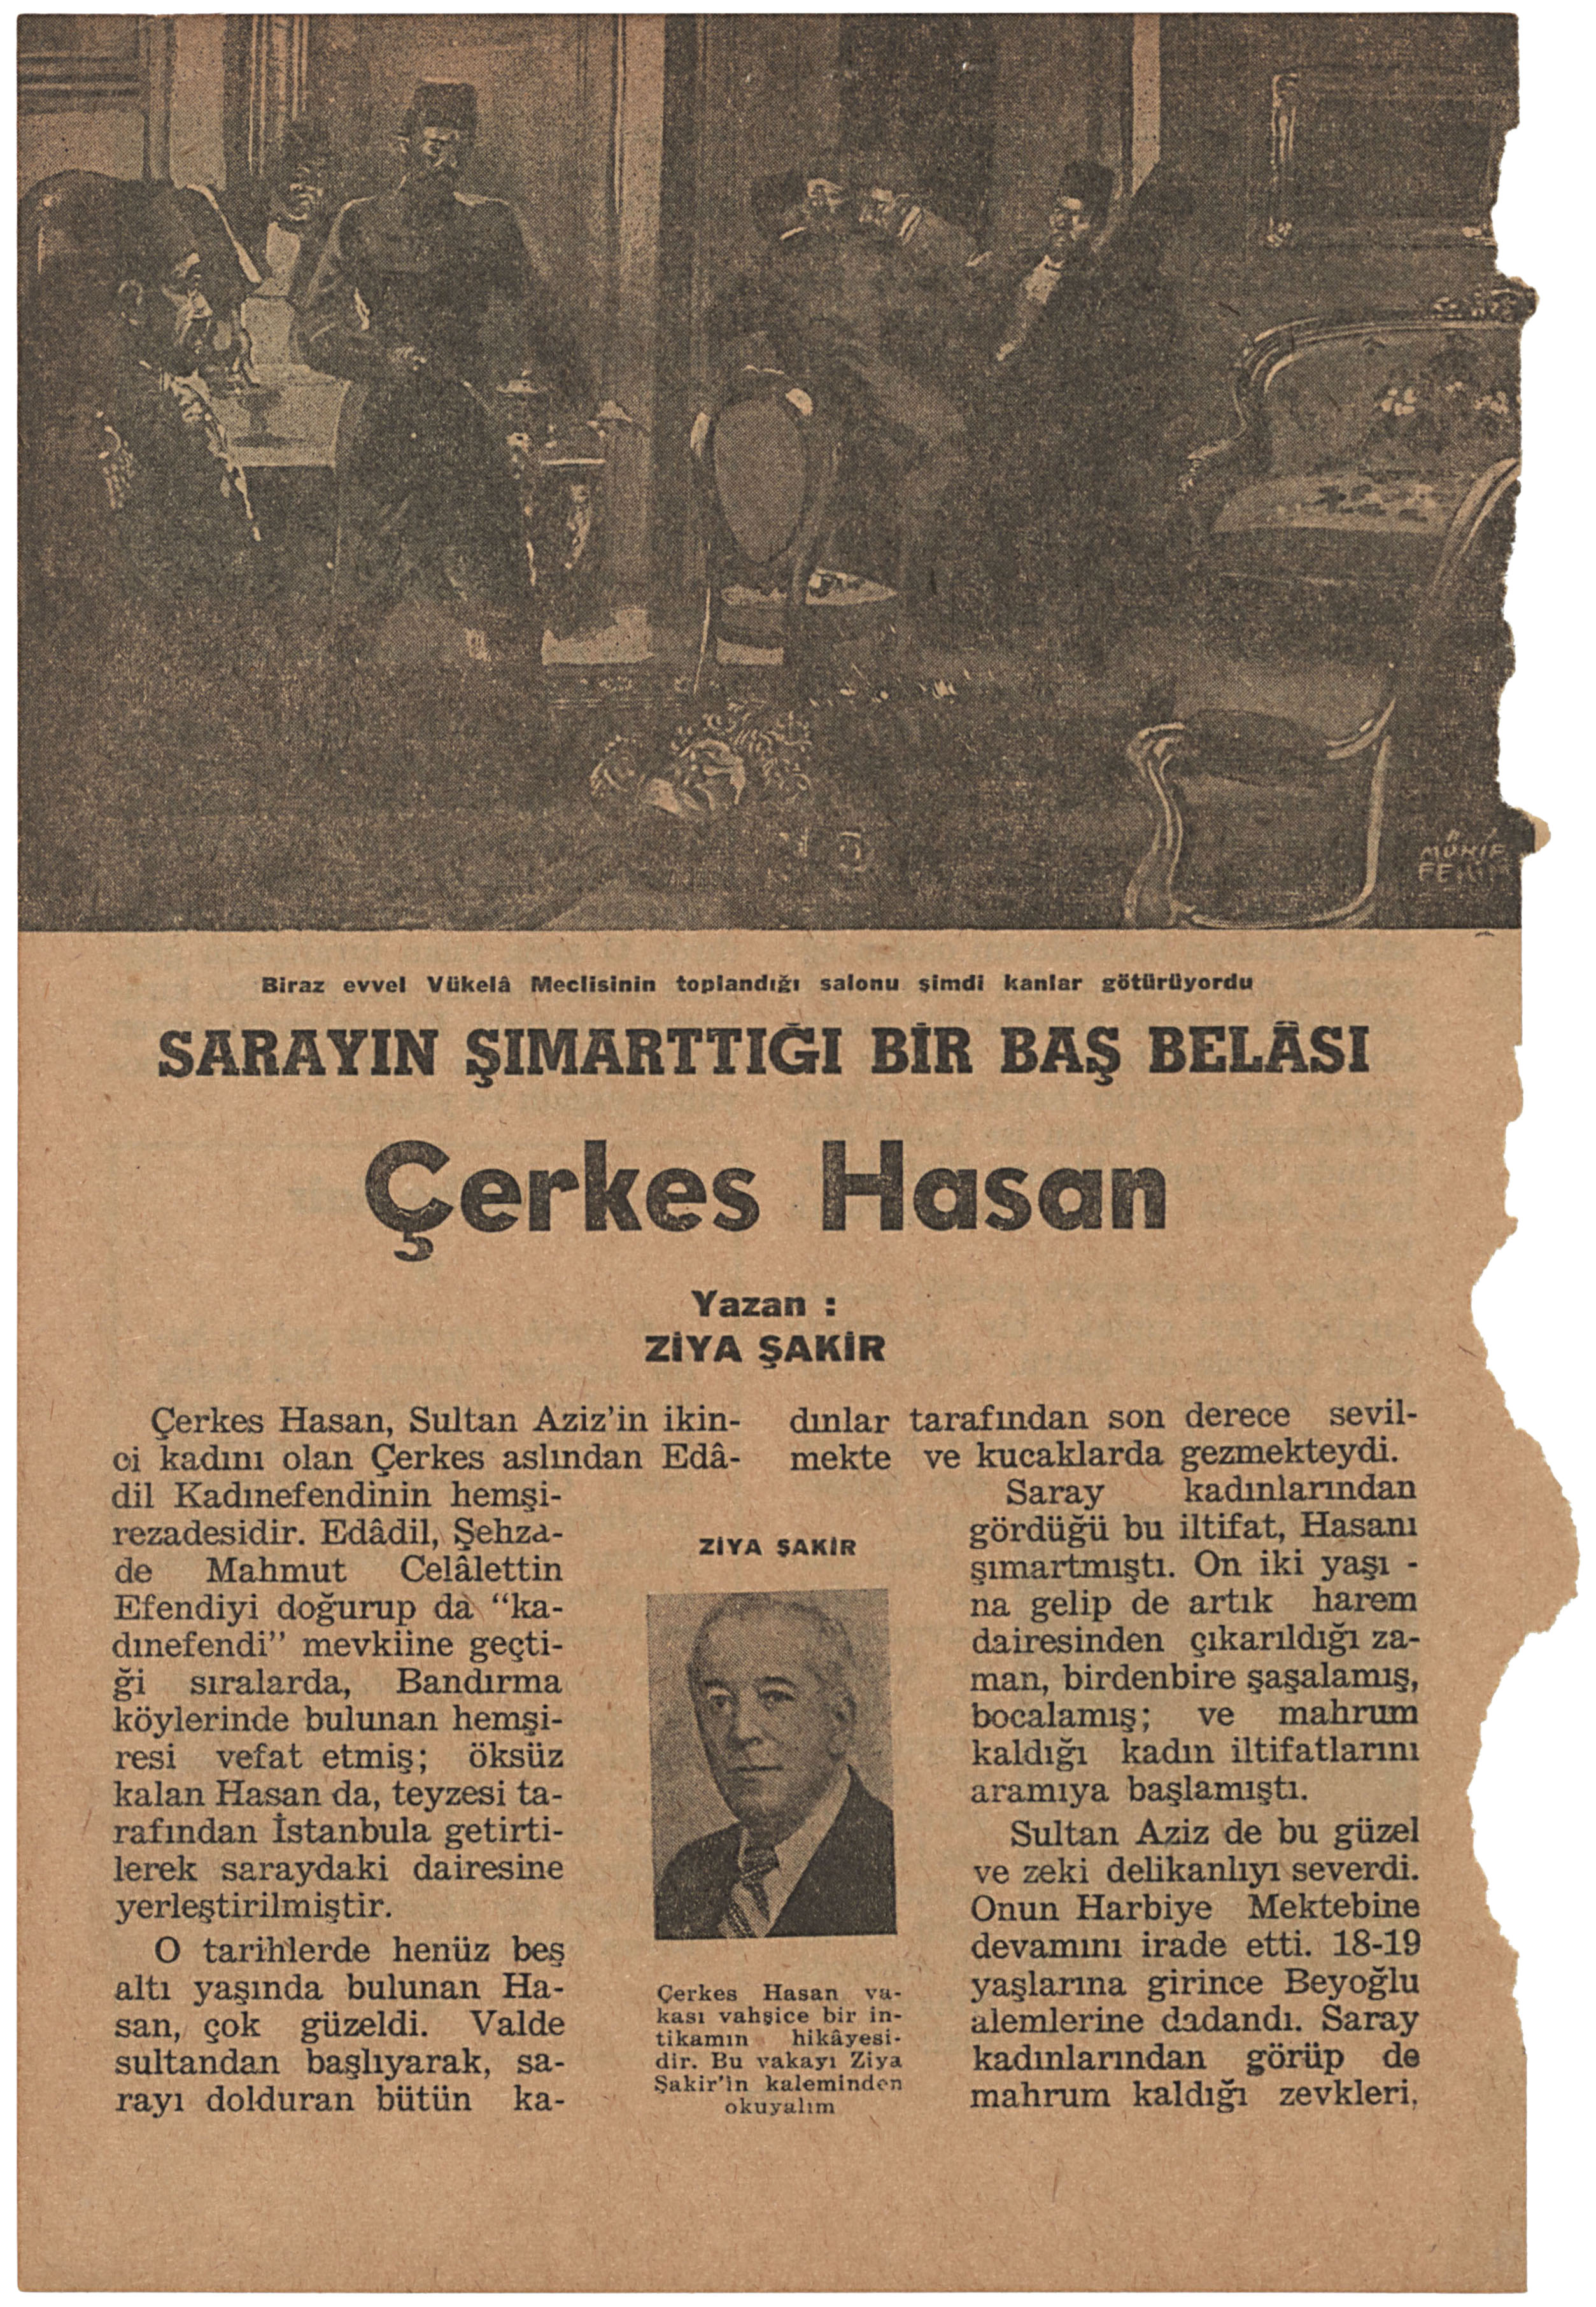 MÜNİF
FEHİM
Biraz evvel Vükelâ Meclisinin toplandığı salonu şimdi kanlar götürüyordu
SARAYIN ŞIMARTTIĞI BİR BAŞ BELÂSI
Çerkes Hasan
Yazan :
ZİYA ŞAKİR
Çerkes Hasan, Sultan Aziz'in ikin-
ci kadını olan Çerkes aslından Edâ-
dil Kadınefendinin hemşi-
rezadesidir. Edâdil, Şehza-
de Mahmut Celâlettin
Efendiyi doğurup da "ka-
dınefendi" mevkiine geçti-
ği sıralarda, Bandırma
köylerinde bulunan hemşi-
resi vefat etmiş; öksüz
kalan Hasan da, teyzesi ta-
rafından İstanbula getirti-
lerek saraydaki dairesine
yerleştirilmiştir.
O tarihlerde henüz beş
altı yaşında bulunan Ha-
san, çok güzeldi. Valde
sultandan başlıyarak, sa-
rayı dolduran bütün ka-
ZİYA ŞAKİR
Çerkes Hasan va-
kası vahşice bir in-
tikamın hikâyesi-
dir. Bu vakayı Ziya
Şakir'in kaleminden
okuyalım
dınlar tarafından son derece sevil-
mekte ve kucaklarda gezmekteydi.
Saray kadınlarından
gördüğü bu iltifat, Hasanı
şımartmıştı. On iki yaşı -
na gelip de artık harem
dairesinden çıkarıldığı za-
man, birdenbire şaşalamış,
bocalamış; ve mahrum
kaldığı kadın iltifatlarını
aramıya başlamıştı.
Sultan Aziz de bu güzel
ve zeki delikanlıyı severdi.
Onun Harbiye Mektebine
devamını irade etti. 18-19
yaşlarına girince Beyoğlu
alemlerine dadandı. Saray
kadınlarından görüp de
mahrum kaldığı zevkleri,